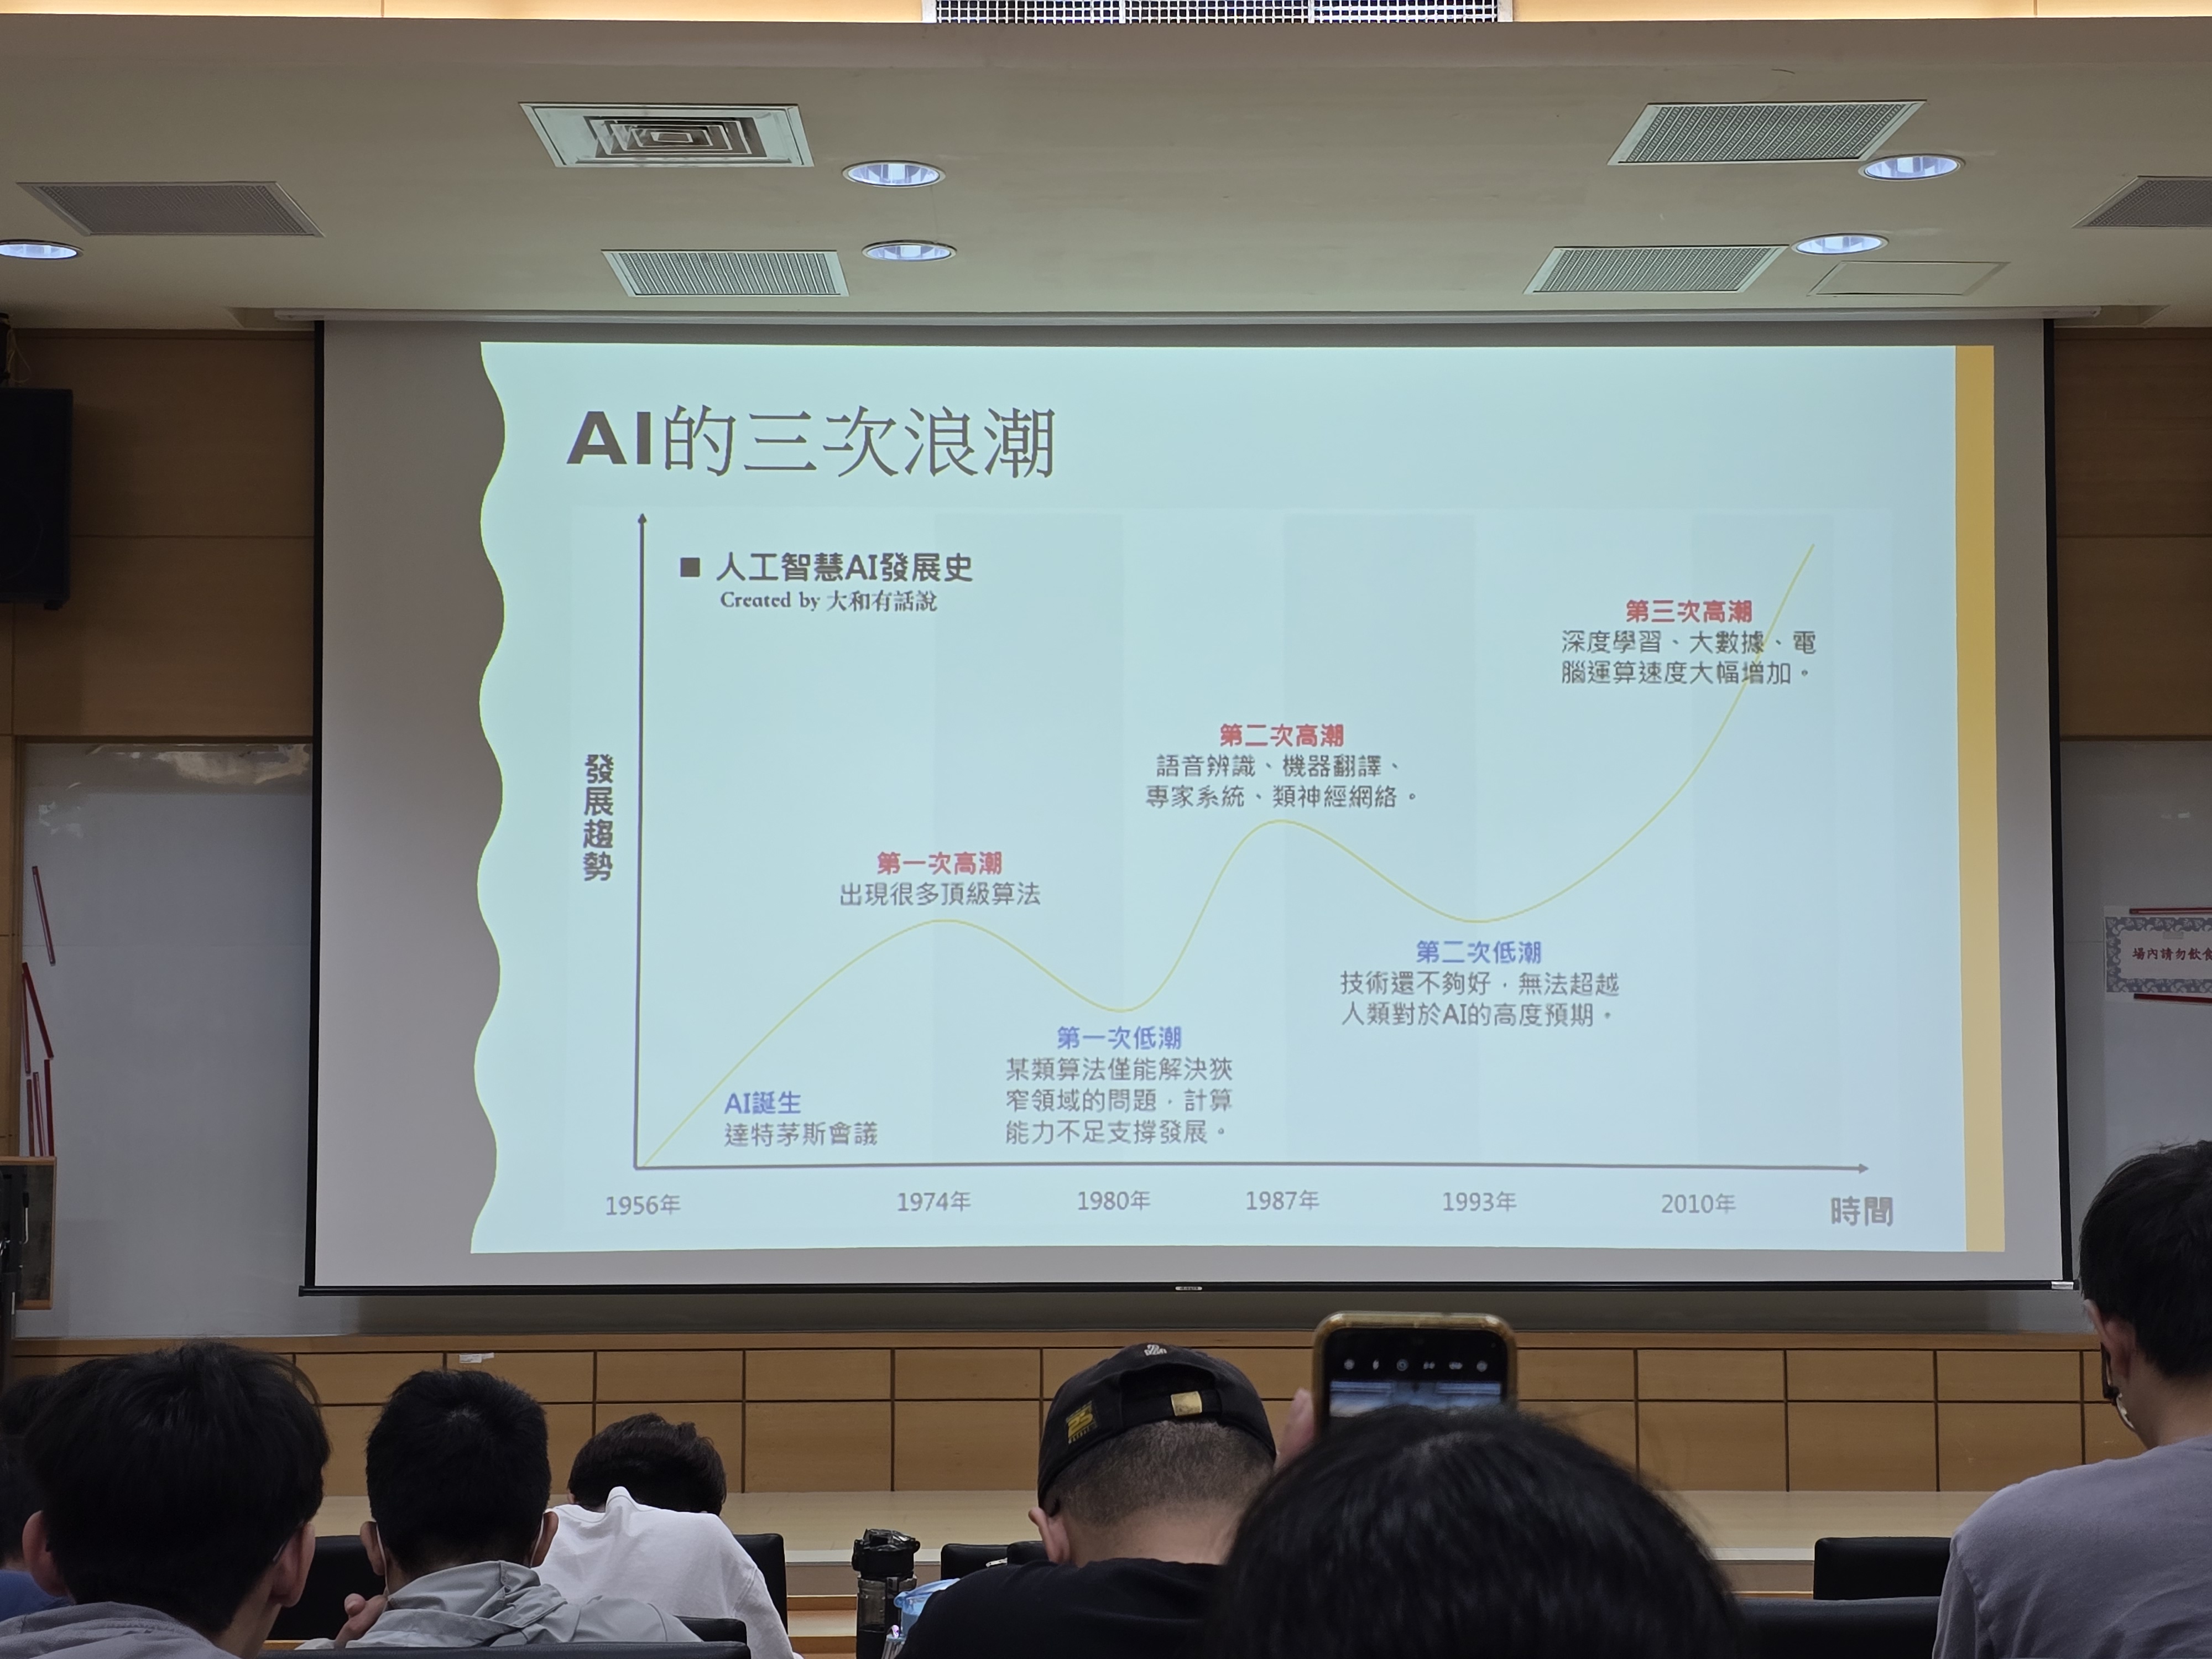 AI的三次浪潮
■ 人工智慧AI發展史
Created by 大和有話說
發展趨勢
第三次高潮
深度學習、大數據、電
腦運算速度大幅增加。
第二次高潮
語音辨識、機器翻譯、
專家系統、類神經網絡。
第一次高潮
出現很多頂級算法
第二次低潮
技術還不夠好，無法超越
人類對於AI的高度預期。
第一次低潮
某類算法僅能解決狹
窄領域的問題，計算
能力不足支撐發展。
AI誕生
達特茅斯會議
1956年
1974年
1980年
1987年
1993年
2010年
時間
場內請勿飲食